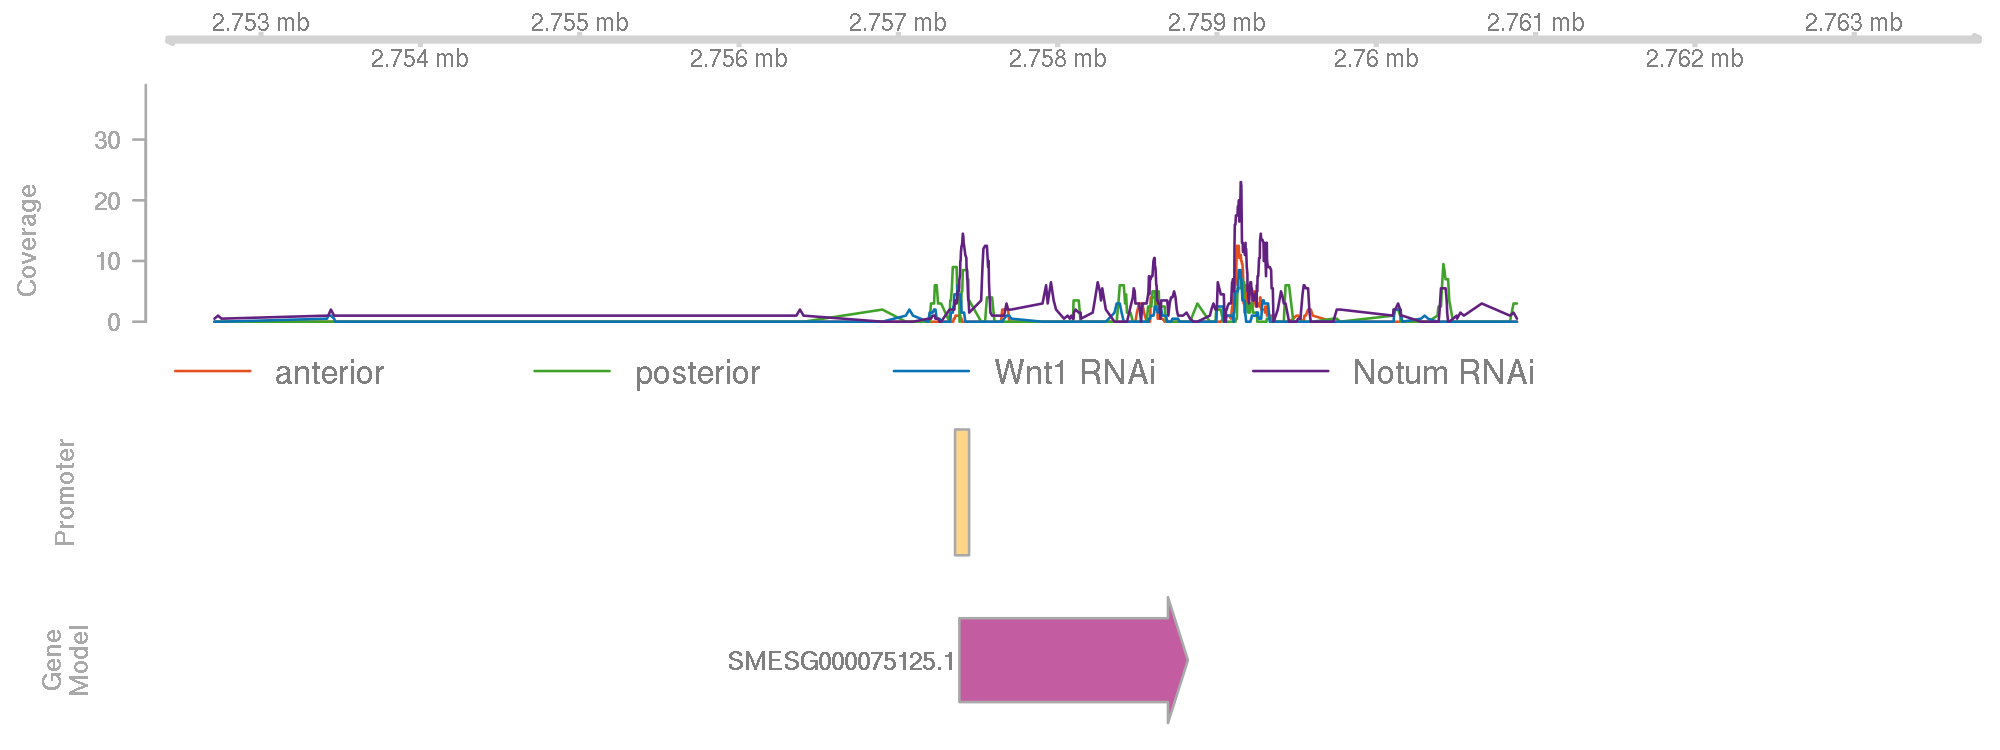 2.753 mb 2.755 mb 2.757 mb 2.759 mb 2.761 mb 2.763 mb
2.754 mb 2.756 mb 2.758 mb 2.76 mb 2.762 mb
Coverage
30
20
10
0
anterior posterior Wnt1 RNAi Notum RNAi
Promoter
Gene
Model
SMESG000075125.1